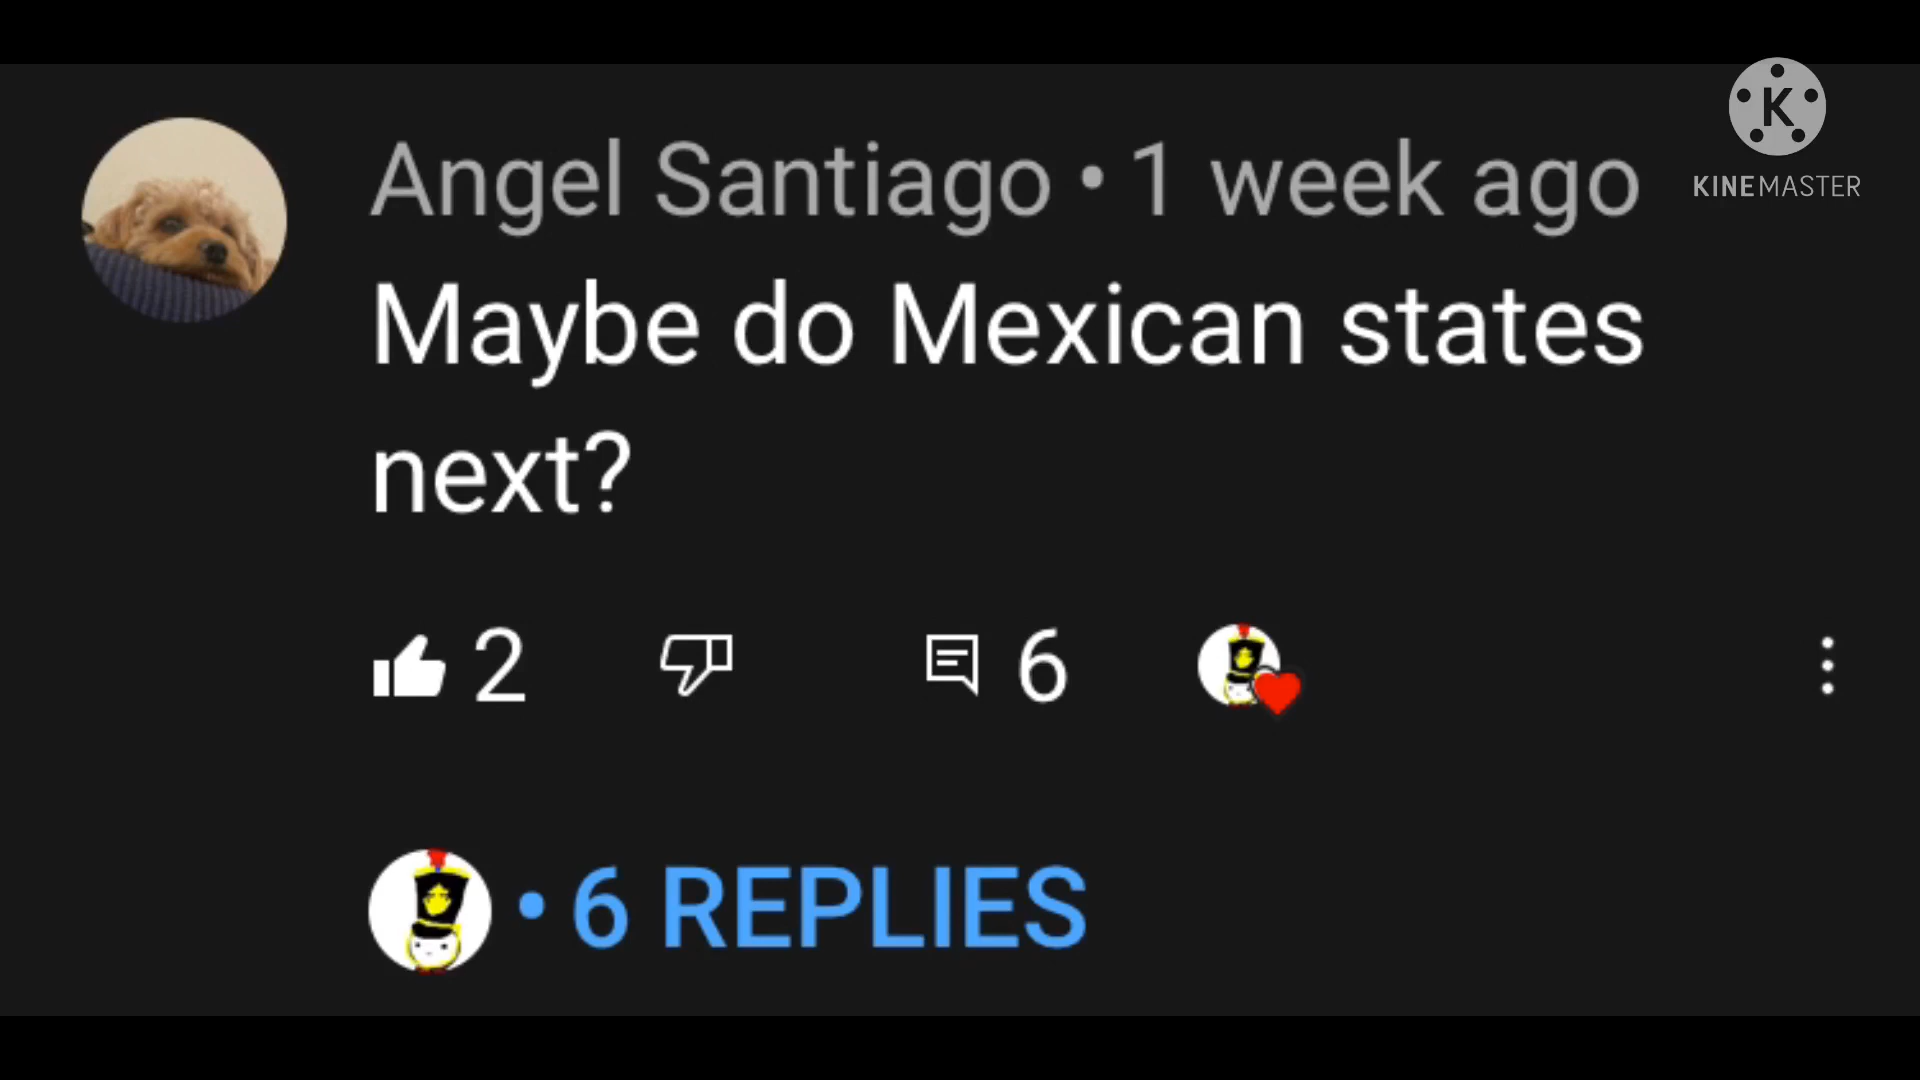 K
KINEMASTER
Angel Santiago • 1 week ago
Maybe do Mexican states
next?
2 6
• 6 REPLIES